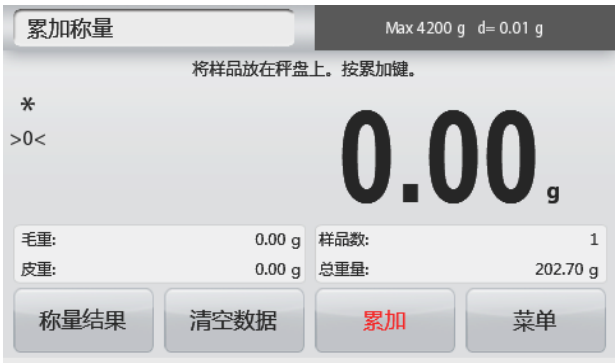 累加称量
Max 4200 g d= 0.01 g
将样品放在秤盘上。按累加键。
*
>0<
0.00 g
毛重: 0.00 g 样品数: 1
皮重: 0.00 g 总重量: 202.70 g
称量结果 清空数据 累加 菜单